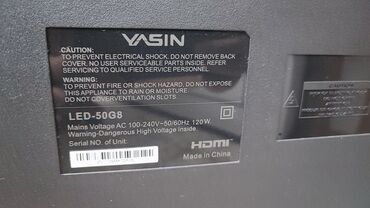 VASIN
CAUTION:
TO PREVENT ELECTRICAL SHOCK. DO NOT REMOVE BACK
COVER. NO USER SERVICEABLE PARTS INSIDE. REFER
SERVICING TO QUALIFIED SERVICE PERSONNEL.
WARNING:
TO PREVENT FIRE OR SHOCK HAZARD, DO NOT EXPOSE
THIS APPLIANCE TO RAIN OR MOISTURE
DO NOT COVERVENTILATION SLOTS
LED-50G8
Mains Voltage AC 100-240V~50/60Hz 120W.
Warning-Dangerous High Voltage Inside.
Serial NO. of Unit:
HDMI
Made in China
CAUTION